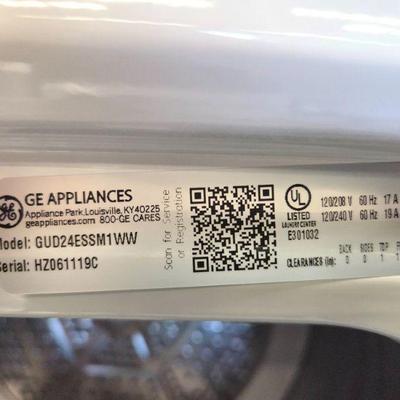 GE APPLIANCES
Appliance Park, Louisville, KY40225
geappliances.com 800-GE CARES
Model: GUD24ESSM1WW
Serial: HZ061119C
Scan for Service
or Registration
UL
LISTED
LAUNDRY CENTER
E301032
120/208 V 60 Hz 17 A
120/240 V 60 Hz 19 A
BACK SIDES TOP
CLEARANCES (in): 0 0 1